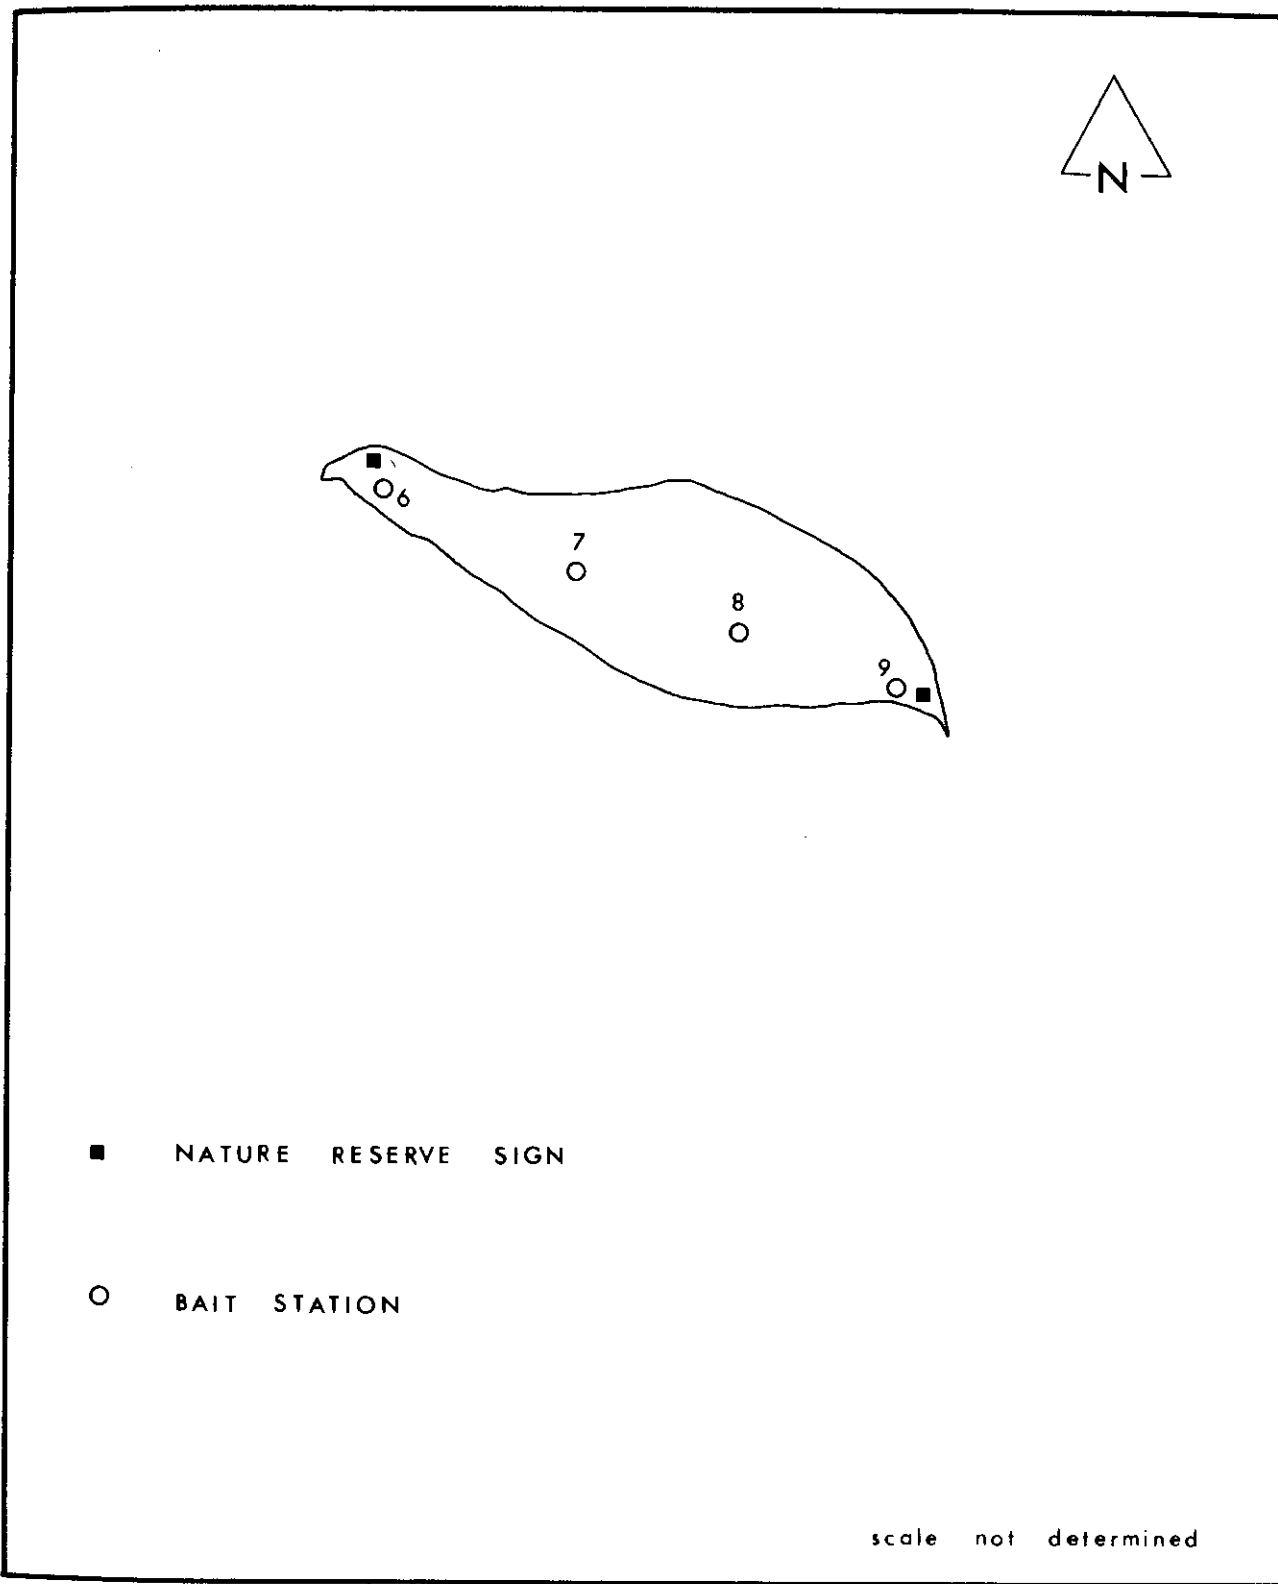 N
6
7
8
9
NATURE RESERVE SIGN
BAIT STATION
scale not determined